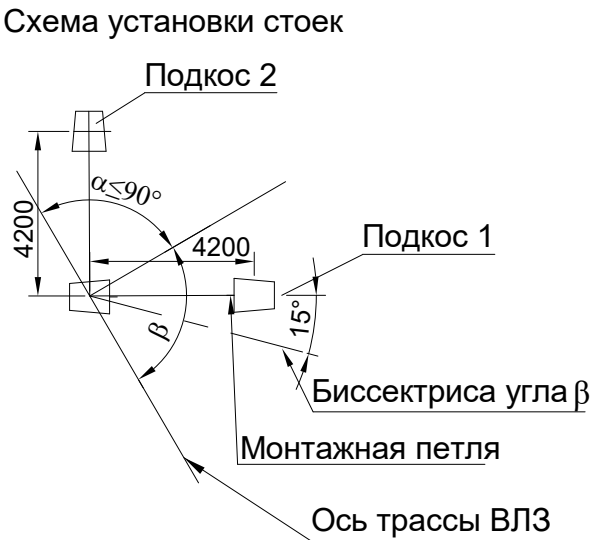 Схема установки стоек
Подкос 2
α≤90°
4200
4200
Подкос 1
β
15°
Биссектриса угла β
Монтажная петля
Ось трассы ВЛЗ